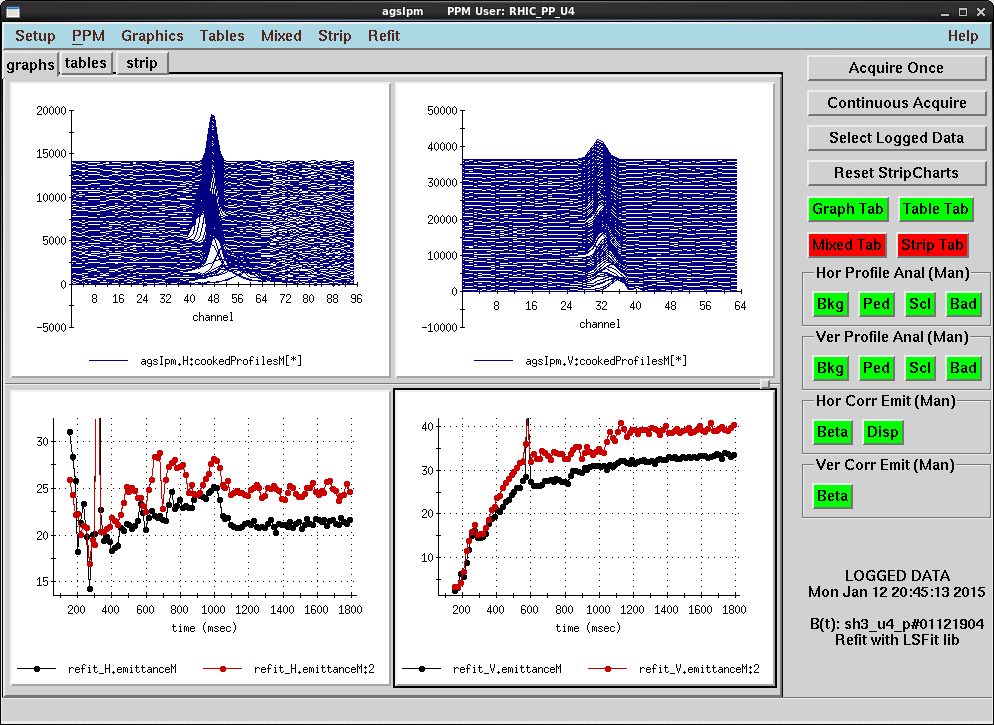 agsIpm PPM User: RHIC_PP_U4
Setup PPM Graphics Tables Mixed Strip Refit Help
graphs tables strip
20000
15000
10000
5000
0
-5000
8 16 24 32 40 48 56 64 72 80 88 96
channel
agsIpm.H:cookedProfilesM[*]
50000
40000
30000
20000
10000
0
-10000
8 16 24 32 40 48 56 64
channel
agsIpm.V:cookedProfilesM[*]
30
25
20
15
200 400 600 800 1000 1200 1400 1600 1800
time (msec)
refit_H.emittanceM refit_H.emittanceM:2
40
30
20
10
200 400 600 800 1000 1200 1400 1600 1800
time (msec)
refit_V.emittanceM refit_V.emittanceM:2
Acquire Once
Continuous Acquire
Select Logged Data
Reset StripCharts
Graph Tab Table Tab
Mixed Tab Strip Tab
Hor Profile Anal (Man)
Bkg Ped Scl Bad
Ver Profile Anal (Man)
Bkg Ped Scl Bad
Hor Corr Emit (Man)
Beta Disp
Ver Corr Emit (Man)
Beta
LOGGED DATA
Mon Jan 12 20:45:13 2015
B(t): sh3_u4_p#01121904
Refit with LSFit lib